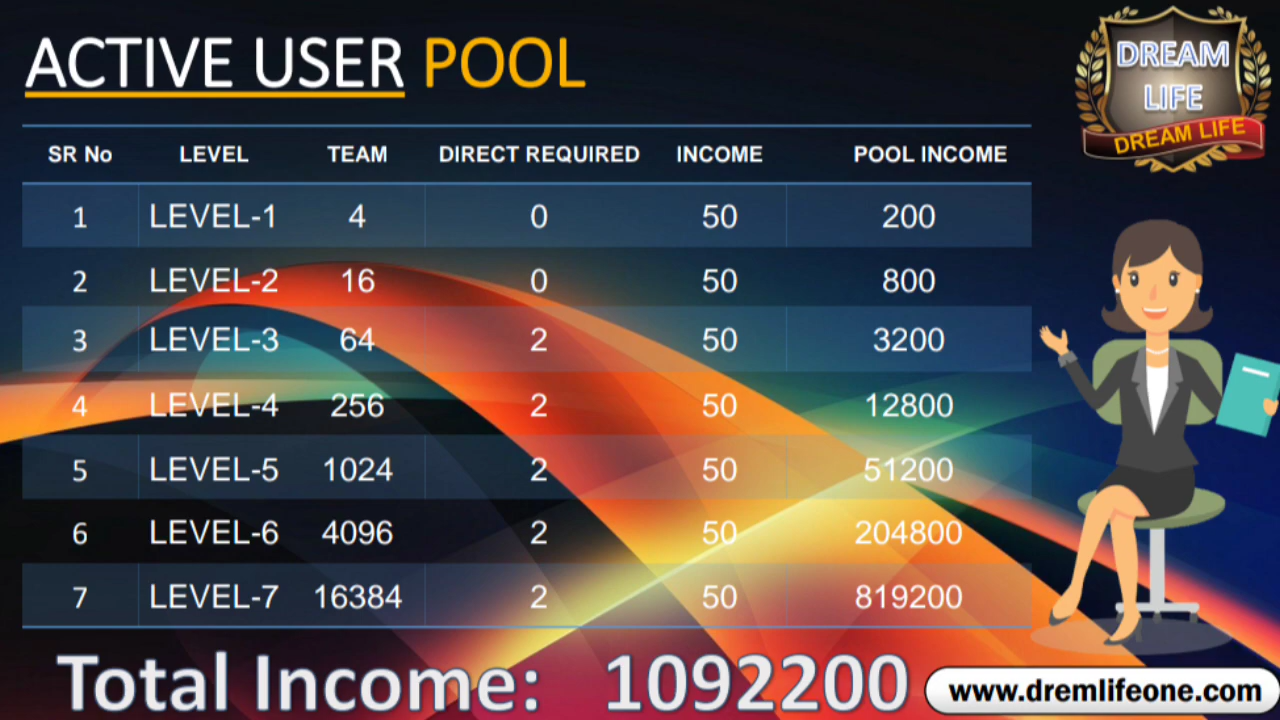 ACTIVE USER POOL
DREAM
LIFE
DREAM LIFE
SR No LEVEL TEAM DIRECT REQUIRED INCOME POOL INCOME
1 LEVEL-1 4 0 50 200
2 LEVEL-2 16 0 50 800
3 LEVEL-3 64 2 50 3200
4 LEVEL-4 256 2 50 12800
5 LEVEL-5 1024 2 50 51200
6 LEVEL-6 4096 2 50 204800
7 LEVEL-7 16384 2 50 819200
Total Income: 1092200
www.dremlifeone.com